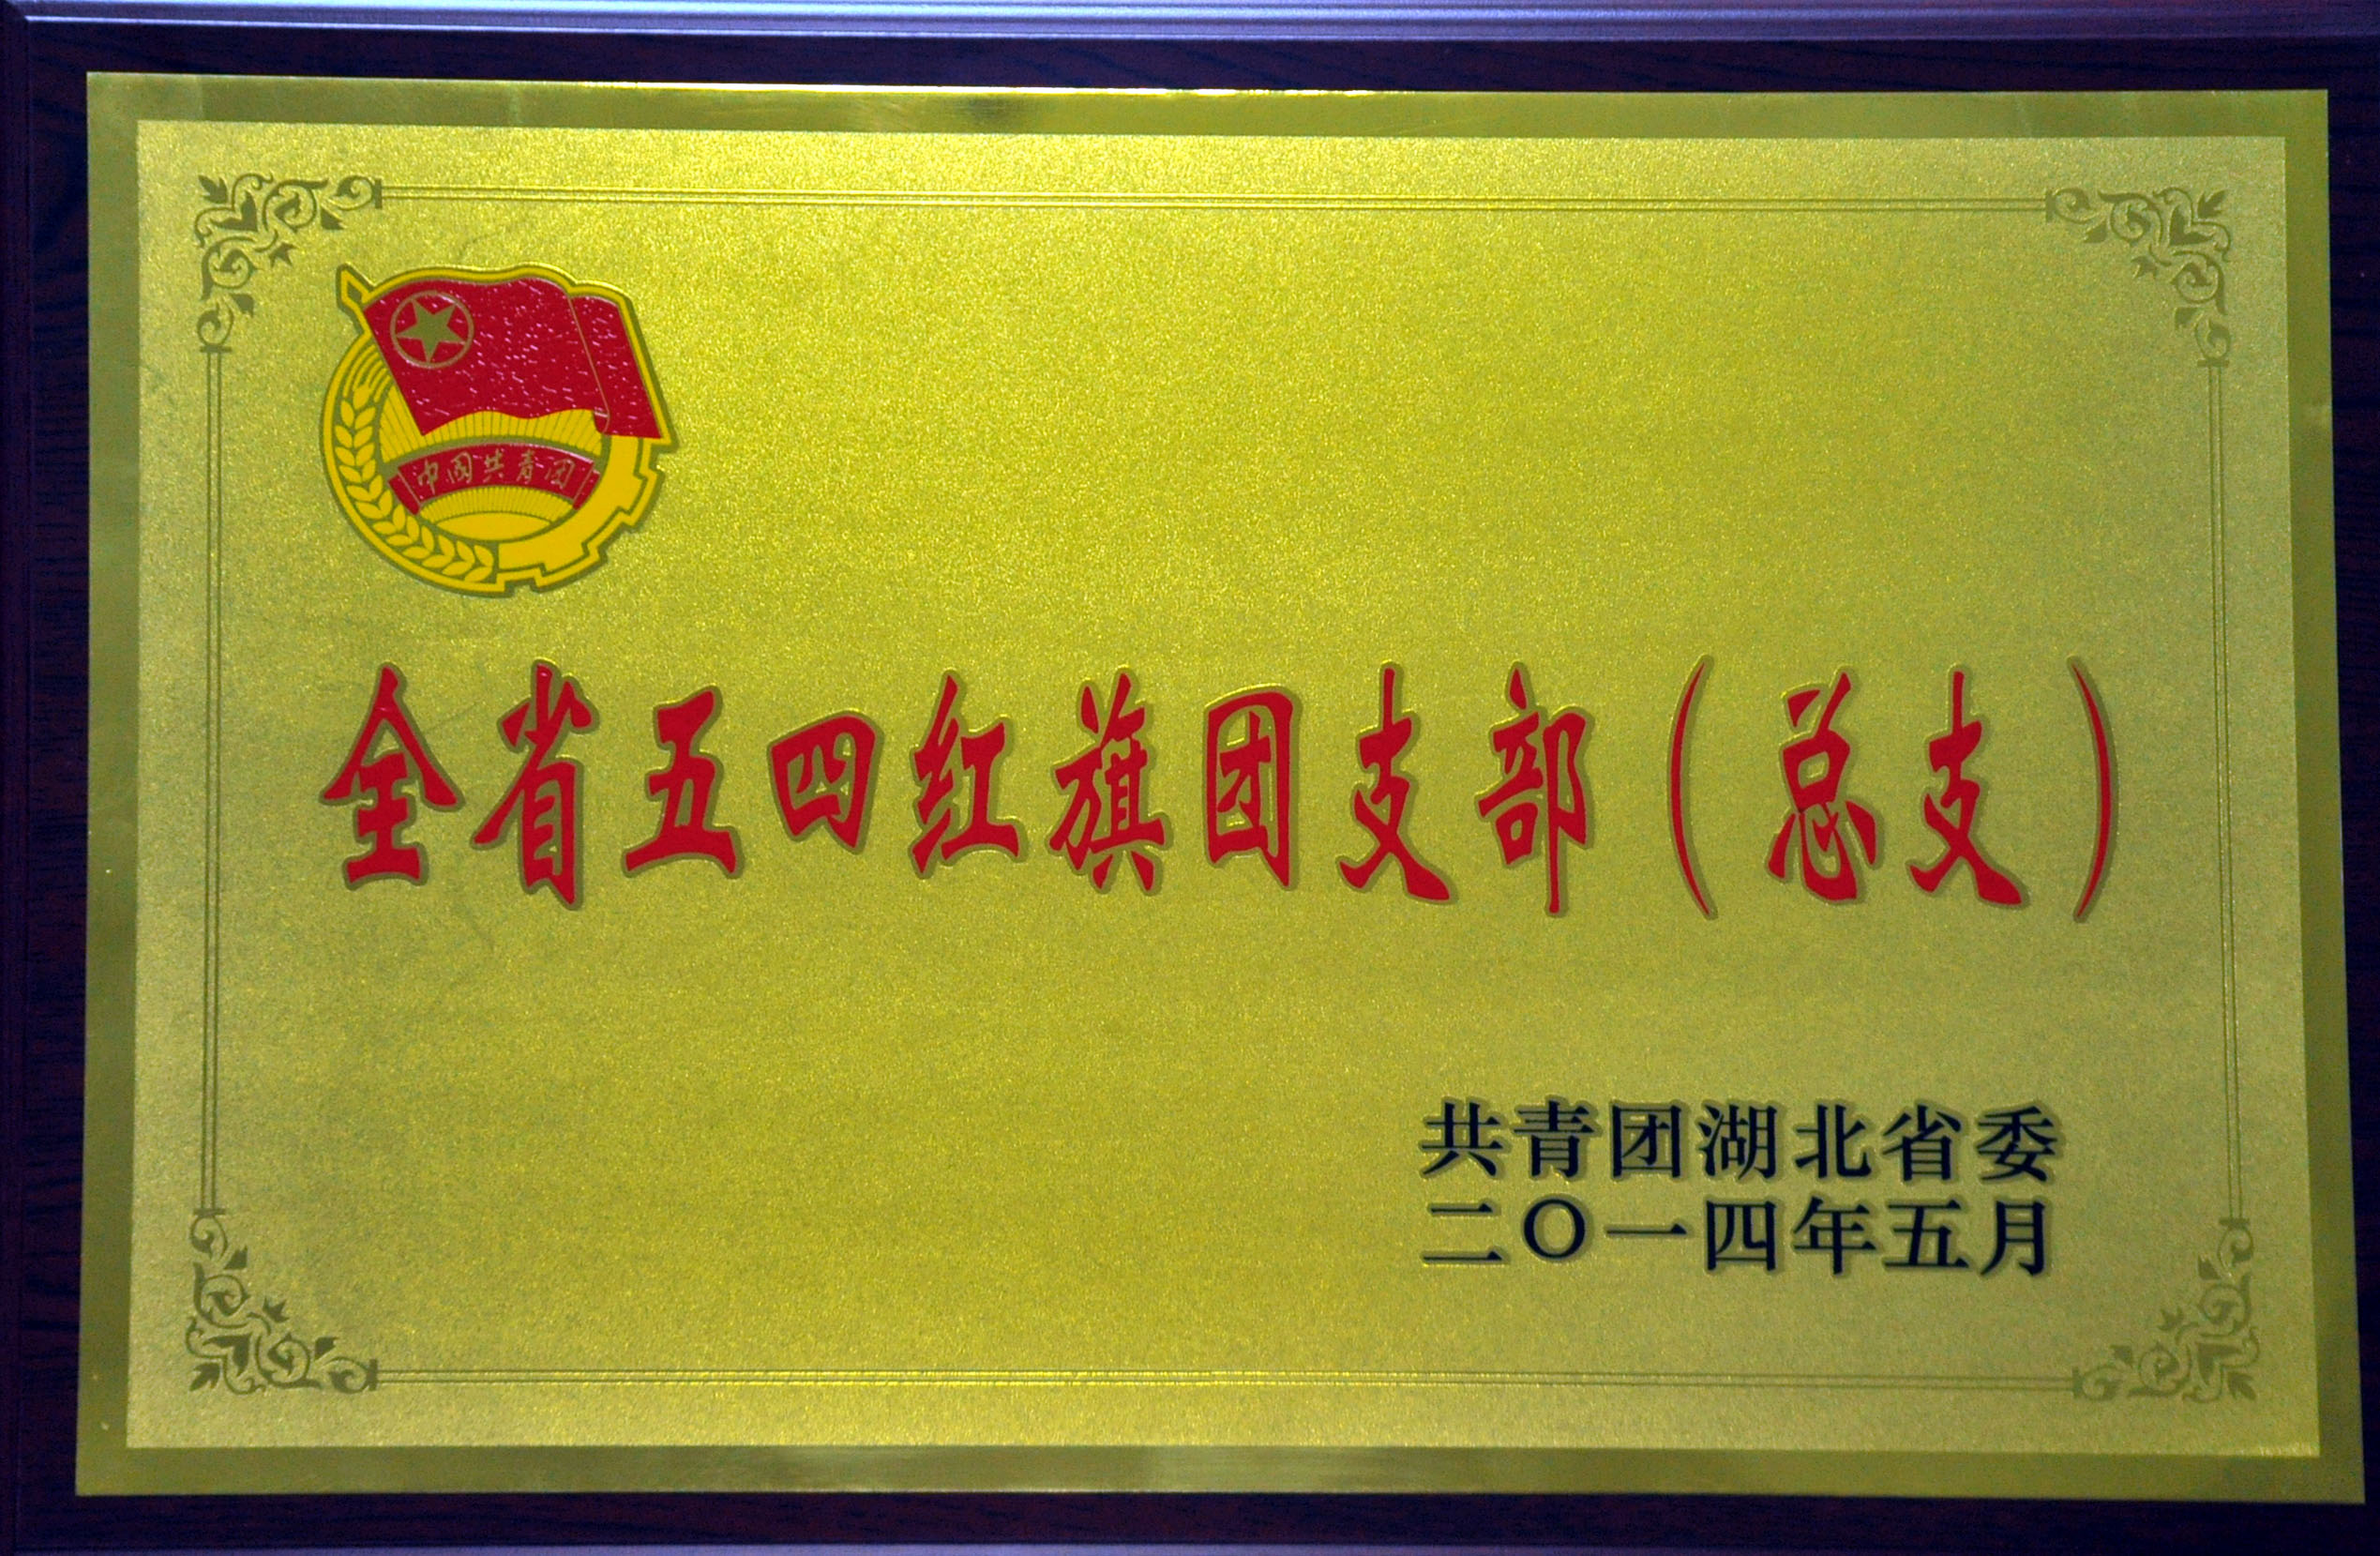 中国共青团
全省五四红旗团支部(总支)
共青团湖北省委
二〇一四年五月